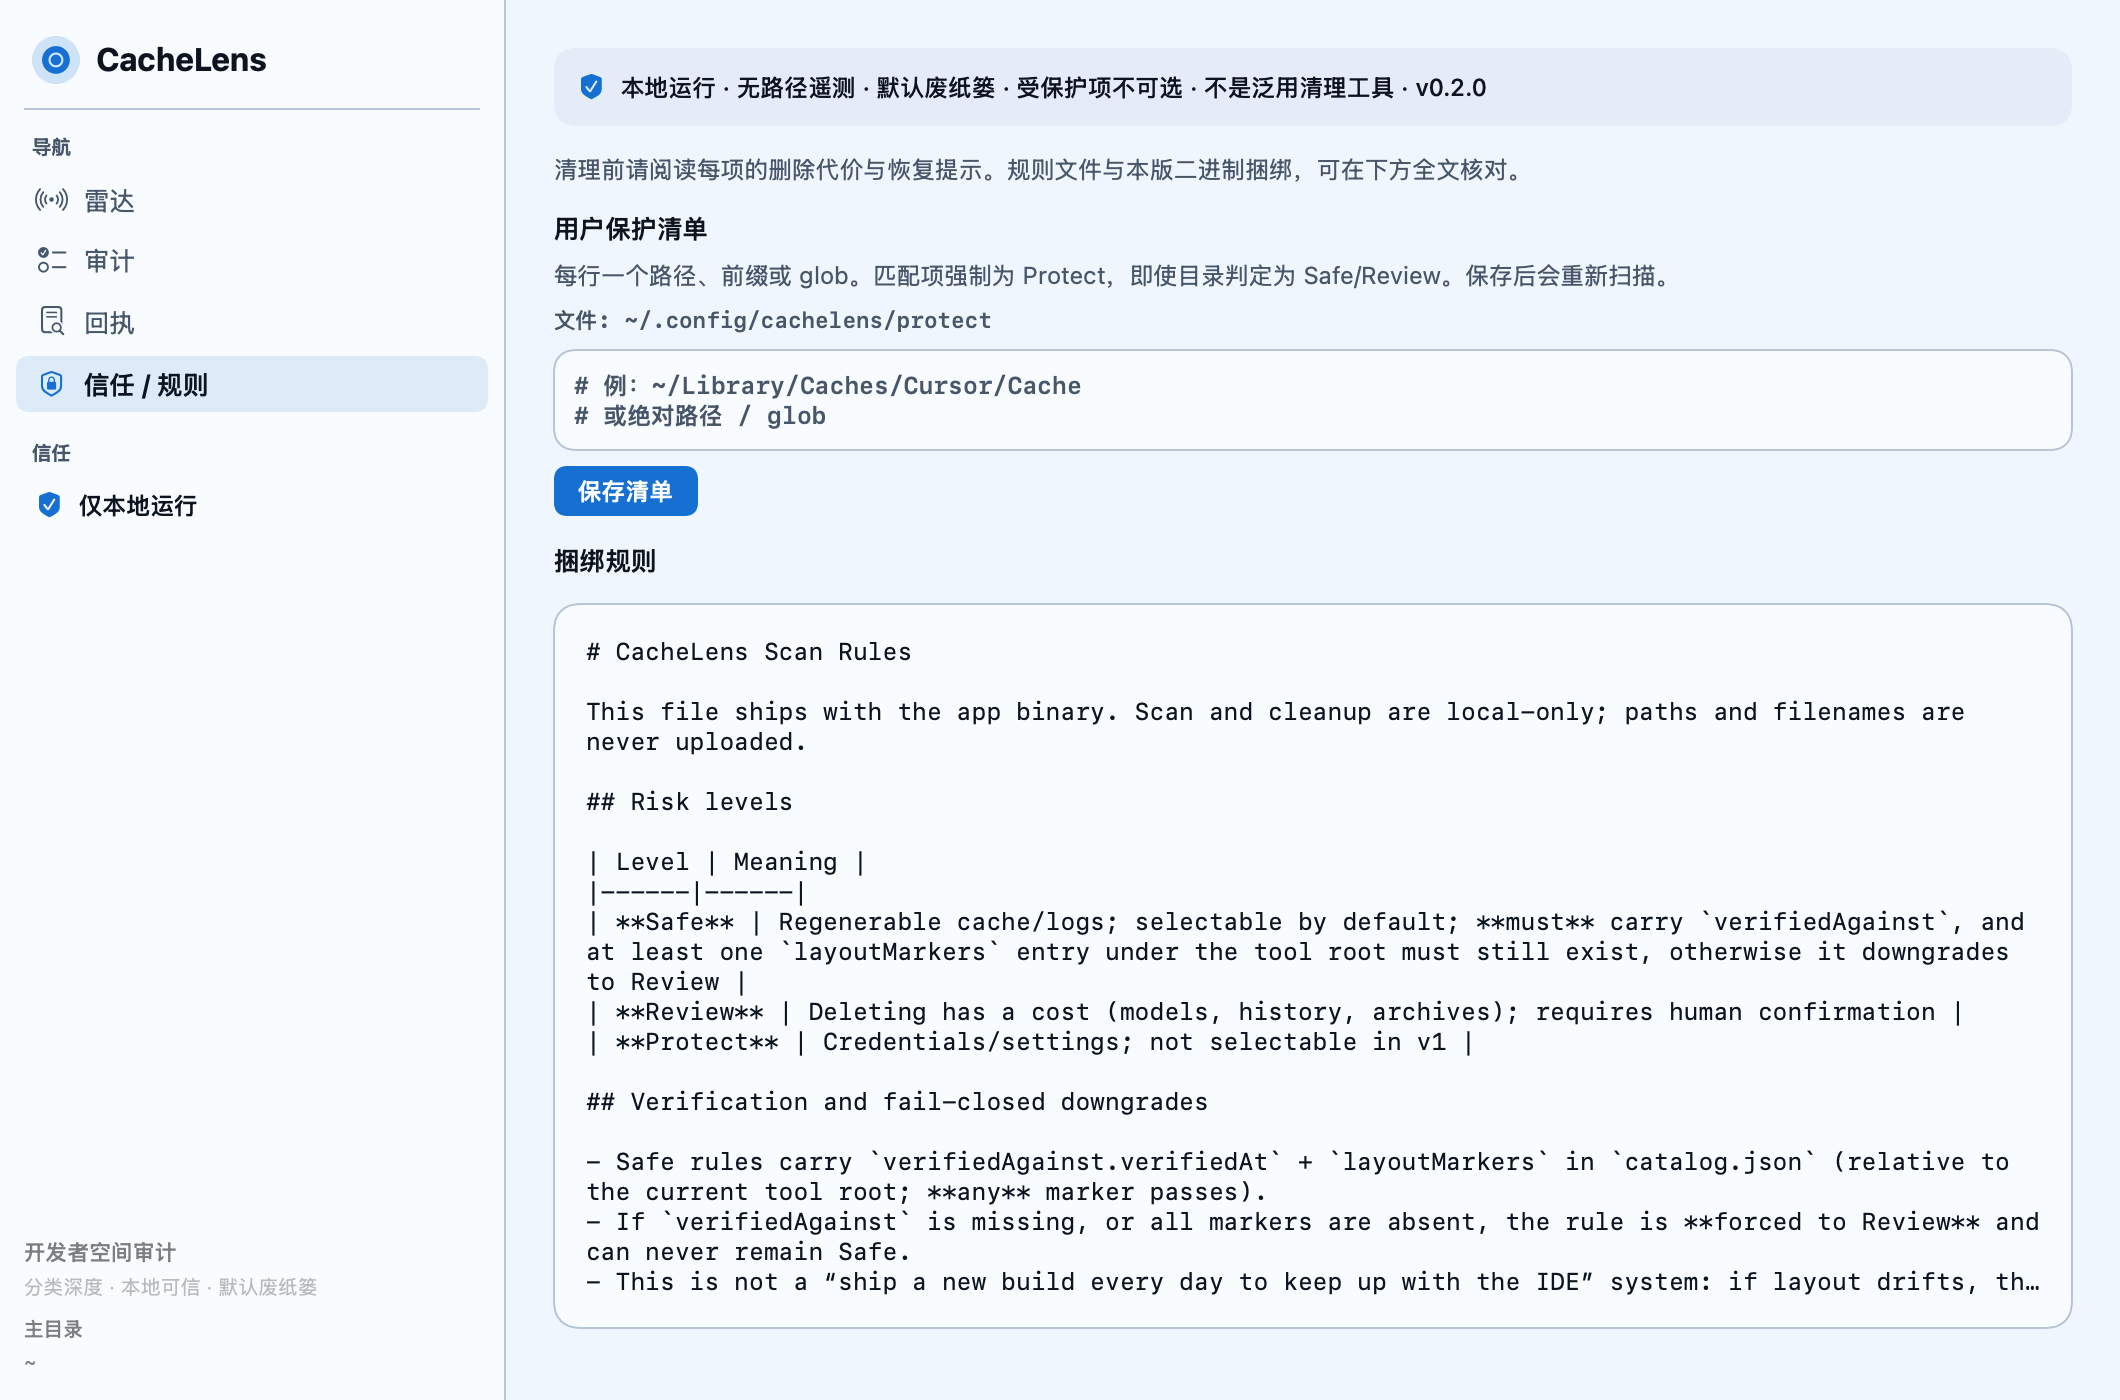 CacheLens
导航
雷达
审计
回执
信任 / 规则
信任
仅本地运行
开发者空间审计
分类深度 · 本地可信 · 默认废纸篓
主目录
~
本地运行 · 无路径遥测 · 默认废纸篓 · 受保护项不可选 · 不是泛用清理工具 · v0.2.0
清理前请阅读每项的删除代价与恢复提示。规则文件与本版二进制捆绑，可在下方全文核对。
用户保护清单
每行一个路径、前缀或 glob。匹配项强制为 Protect，即使目录判定为 Safe/Review。保存后会重新扫描。
文件: ~/.config/cachelens/protect
# 例: ~/Library/Caches/Cursor/Cache
# 或绝对路径 / glob
保存清单
捆绑规则
# CacheLens Scan Rules
This file ships with the app binary. Scan and cleanup are local-only; paths and filenames are
never uploaded.
## Risk levels
| Level | Meaning |
|------|------|
| **Safe** | Regenerable cache/logs; selectable by default; **must** carry `verifiedAgainst`, and
at least one `layoutMarkers` entry under the tool root must still exist, otherwise it downgrades
to Review |
| **Review** | Deleting has a cost (models, history, archives); requires human confirmation |
| **Protect** | Credentials/settings; not selectable in v1 |
## Verification and fail-closed downgrades
- Safe rules carry `verifiedAgainst.verifiedAt` + `layoutMarkers` in `catalog.json` (relative to
the current tool root; **any** marker passes).
- If `verifiedAgainst` is missing, or all markers are absent, the rule is **forced to Review** and
can never remain Safe.
- This is not a “ship a new build every day to keep up with the IDE” system: if layout drifts, th…